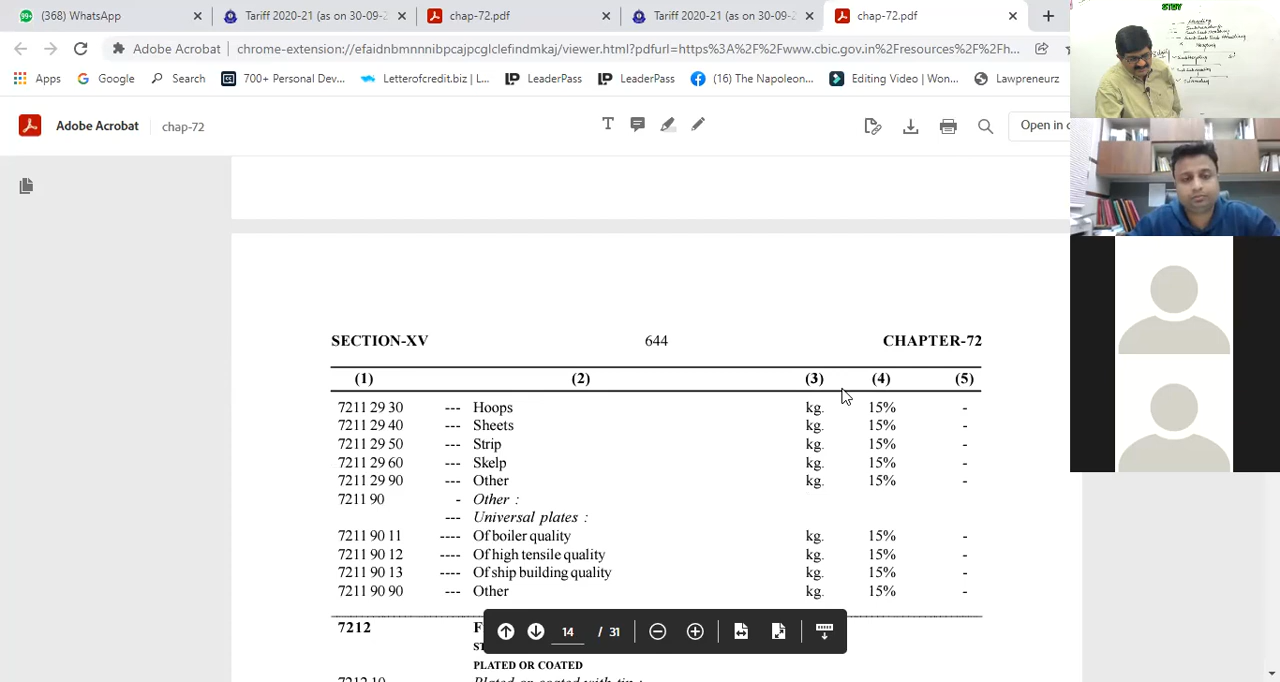 (368) WhatsApp
Tariff 2020-21 (as on 30-09-2
chap-72.pdf
Tariff 2020-21 (as on 30-09-2
chap-72.pdf
Adobe Acrobat
chrome-extension://efaidnbmnnnibpcajpcglclefindmkaj/viewer.html?pdfurl=https%3A%2F%2Fwww.cbic.gov.in%2Fresources%2F%2Fh...
Apps
Google
Search
700+ Personal Dev...
Letterofcredit.biz L...
LeaderPass
LeaderPass
(16) The Napoleon...
Editing Video | Won...
Lawpreneurz
Adobe Acrobat
chap-72
Open in
SECTION-XV 644 CHAPTER-72
(1) (2) (3) (4) (5)
7211 29 30 --- Hoops kg. 15% -
7211 29 40 --- Sheets kg. 15% -
7211 29 50 --- Strip kg. 15% -
7211 29 60 --- Skelp kg. 15% -
7211 29 90 --- Other kg. 15% -
7211 90 - Other :
--- Universal plates :
7211 90 11 ---- Of boiler quality kg. 15% -
7211 90 12 ---- Of high tensile quality kg. 15% -
7211 90 13 ---- Of ship building quality kg. 15% -
7211 90 90 --- Other kg. 15% -
7212
PLATED OR COATED
7212 10 Plated or coated with tin :
14 / 31